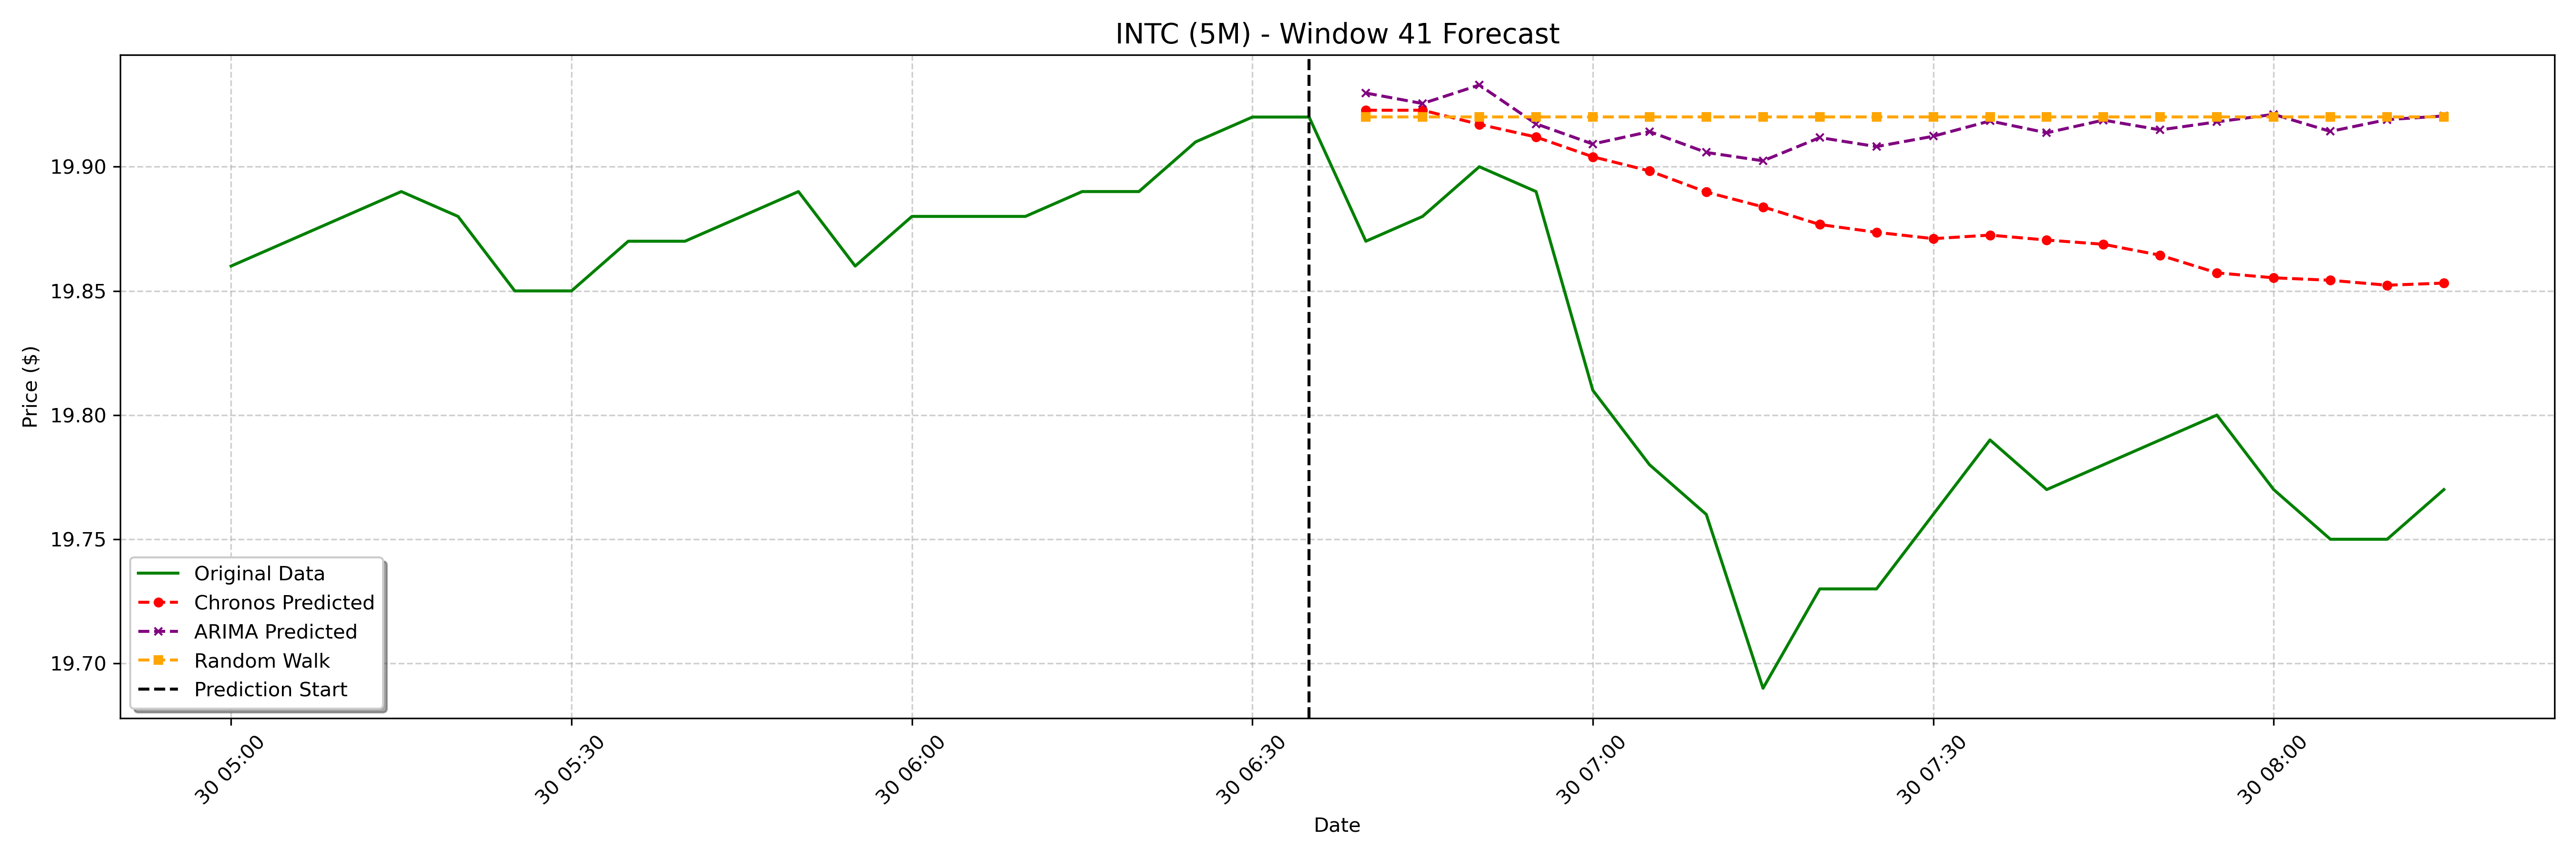 INTC (5M) - Window 41 Forecast
Price ($)
19.90
19.85
19.80
19.75
19.70
Original Data
Chronos Predicted
ARIMA Predicted
Random Walk
Prediction Start
30 05:00
30 05:30
30 06:00
30 06:30
30 07:00
30 07:30
30 08:00
Date